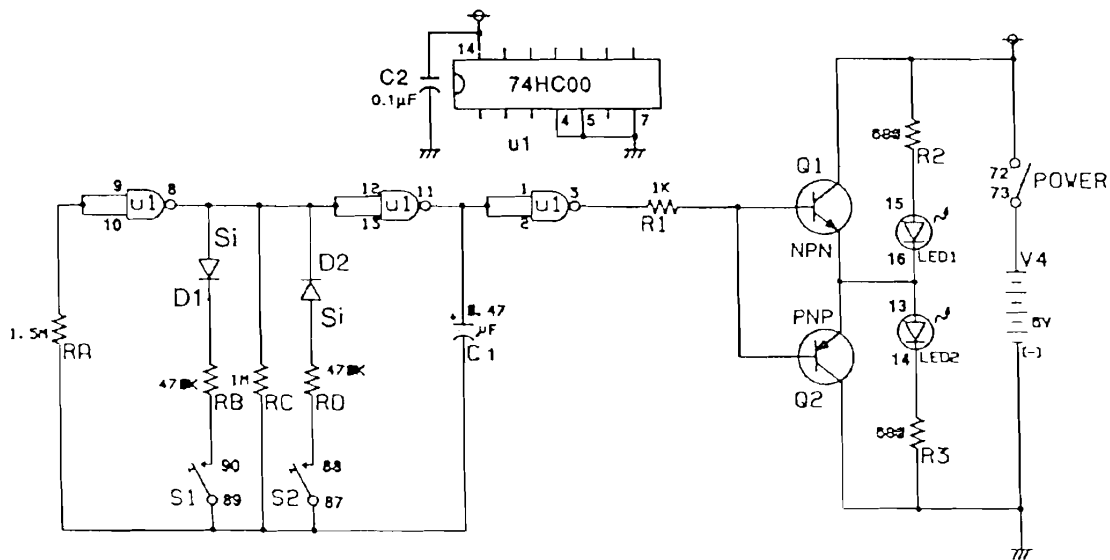 14
C2
0.1µF
74HC00
4 5 7
u1
9
10
u1
8
12
13
u1
11
1
2
u1
3
1K
R1
Q1
NPN
PNP
Q2
R2
15
16
LED1
13
14
LED2
R3
72
73
POWER
V4
6V
(-)
Si
D1
D2
Si
1.5M
RA
RB
1M
RC
RD
µF
C1
90
S1
89
88
S2
87